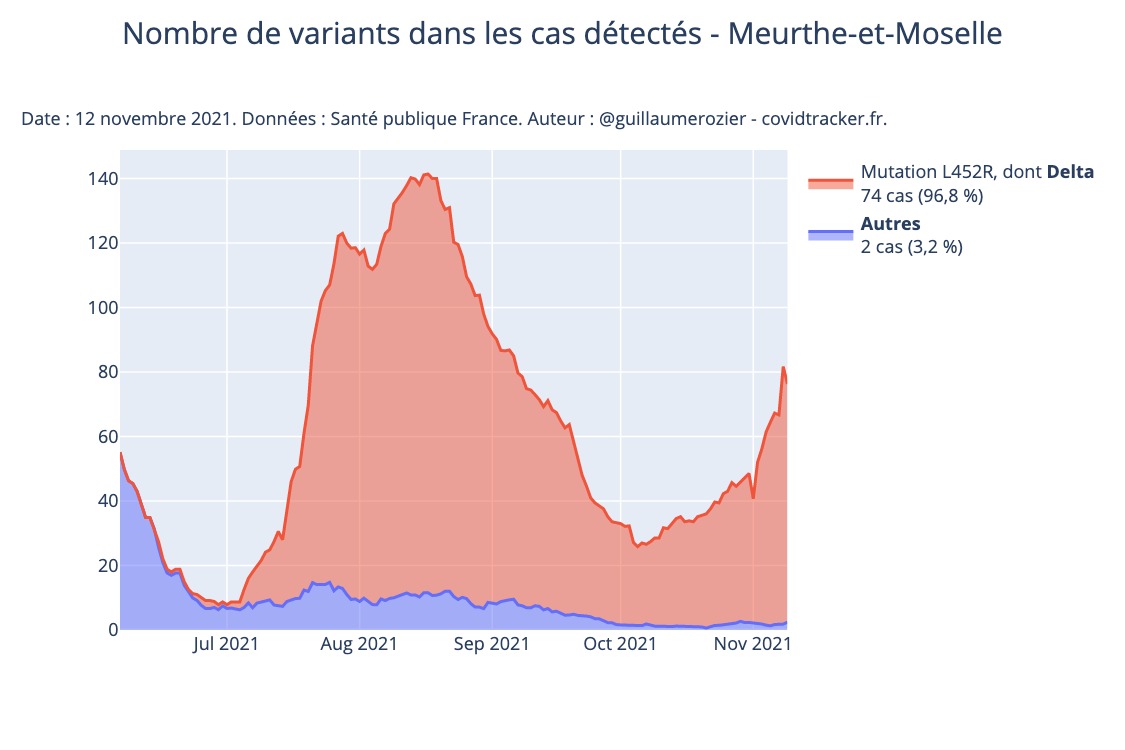 Nombre de variants dans les cas détectés - Meurthe-et-Moselle
Date : 12 novembre 2021. Données : Santé publique France. Auteur : @guillaumerozier - covidtracker.fr.
Mutation L452R, dont Delta
74 cas (96,8 %)
Autres
2 cas (3,2 %)
140
120
100
80
60
40
20
0
Jul 2021 Aug 2021 Sep 2021 Oct 2021 Nov 2021